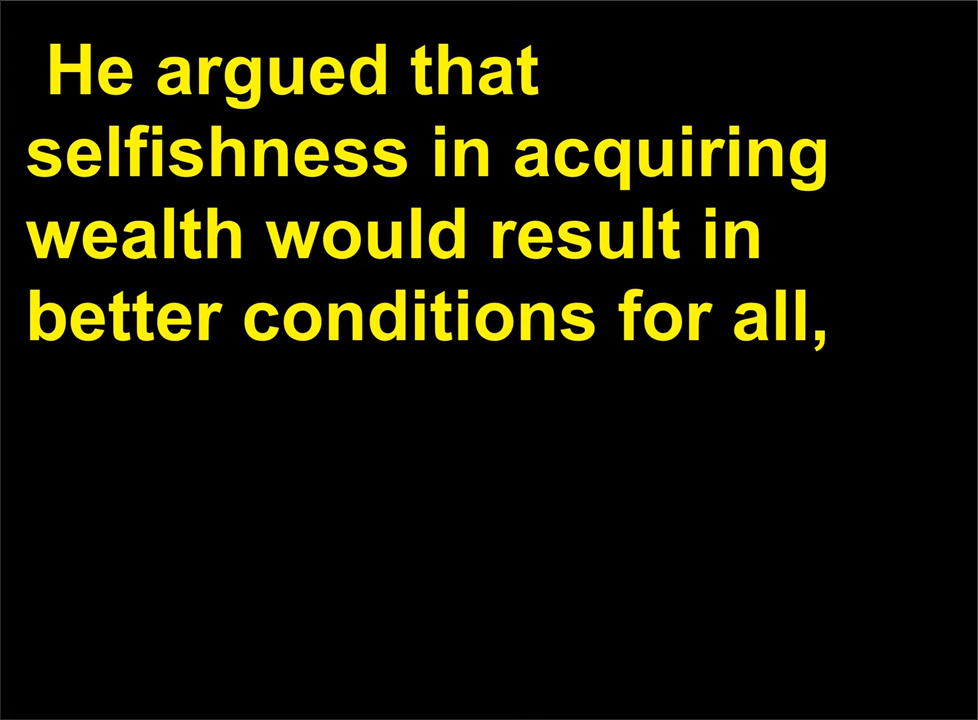 He argued that
selfishness in acquiring
wealth would result in
better conditions for all,